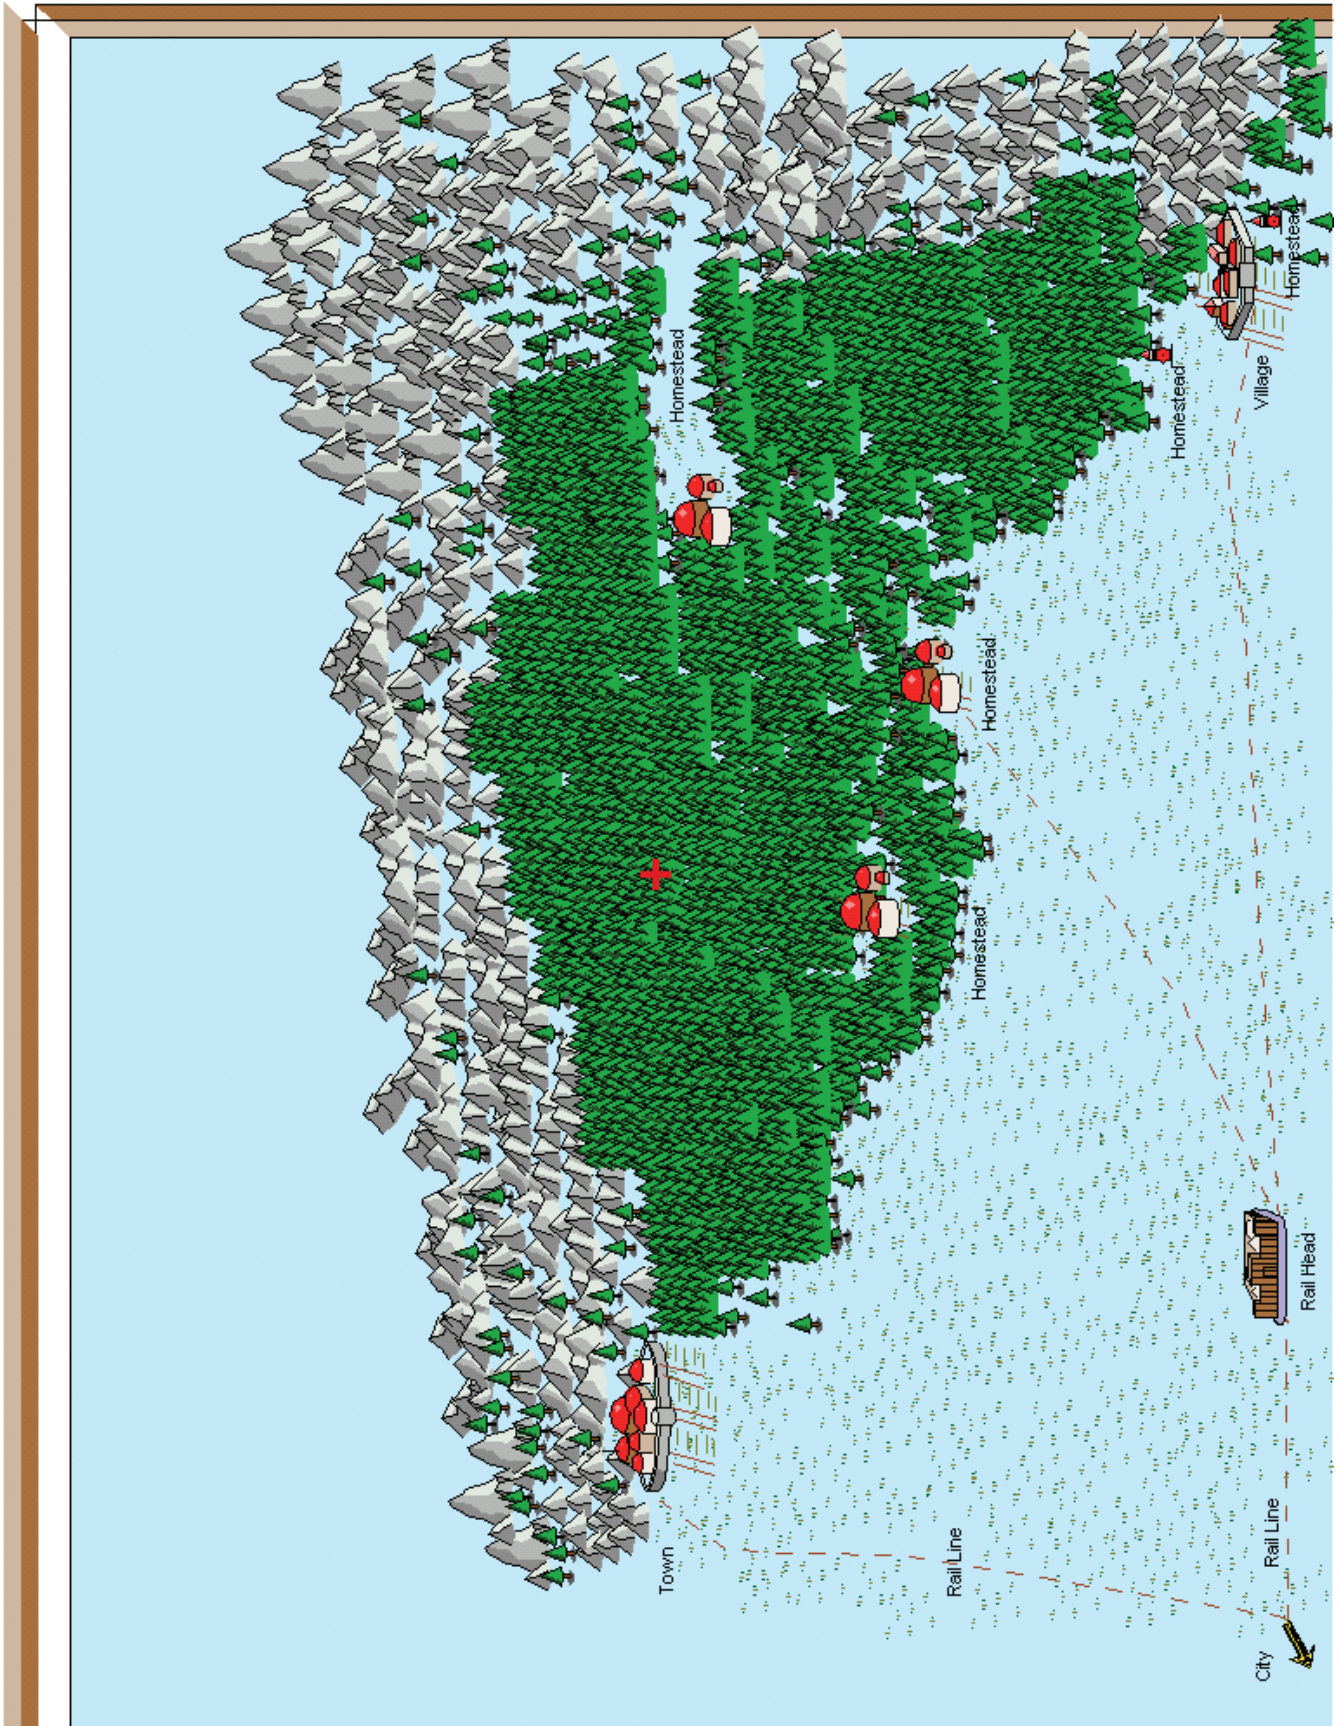 Town
Homestead
Rail Line
Homestead
Homestead
Homestead
City
Rail Line
Village
Rail Head
Homestead